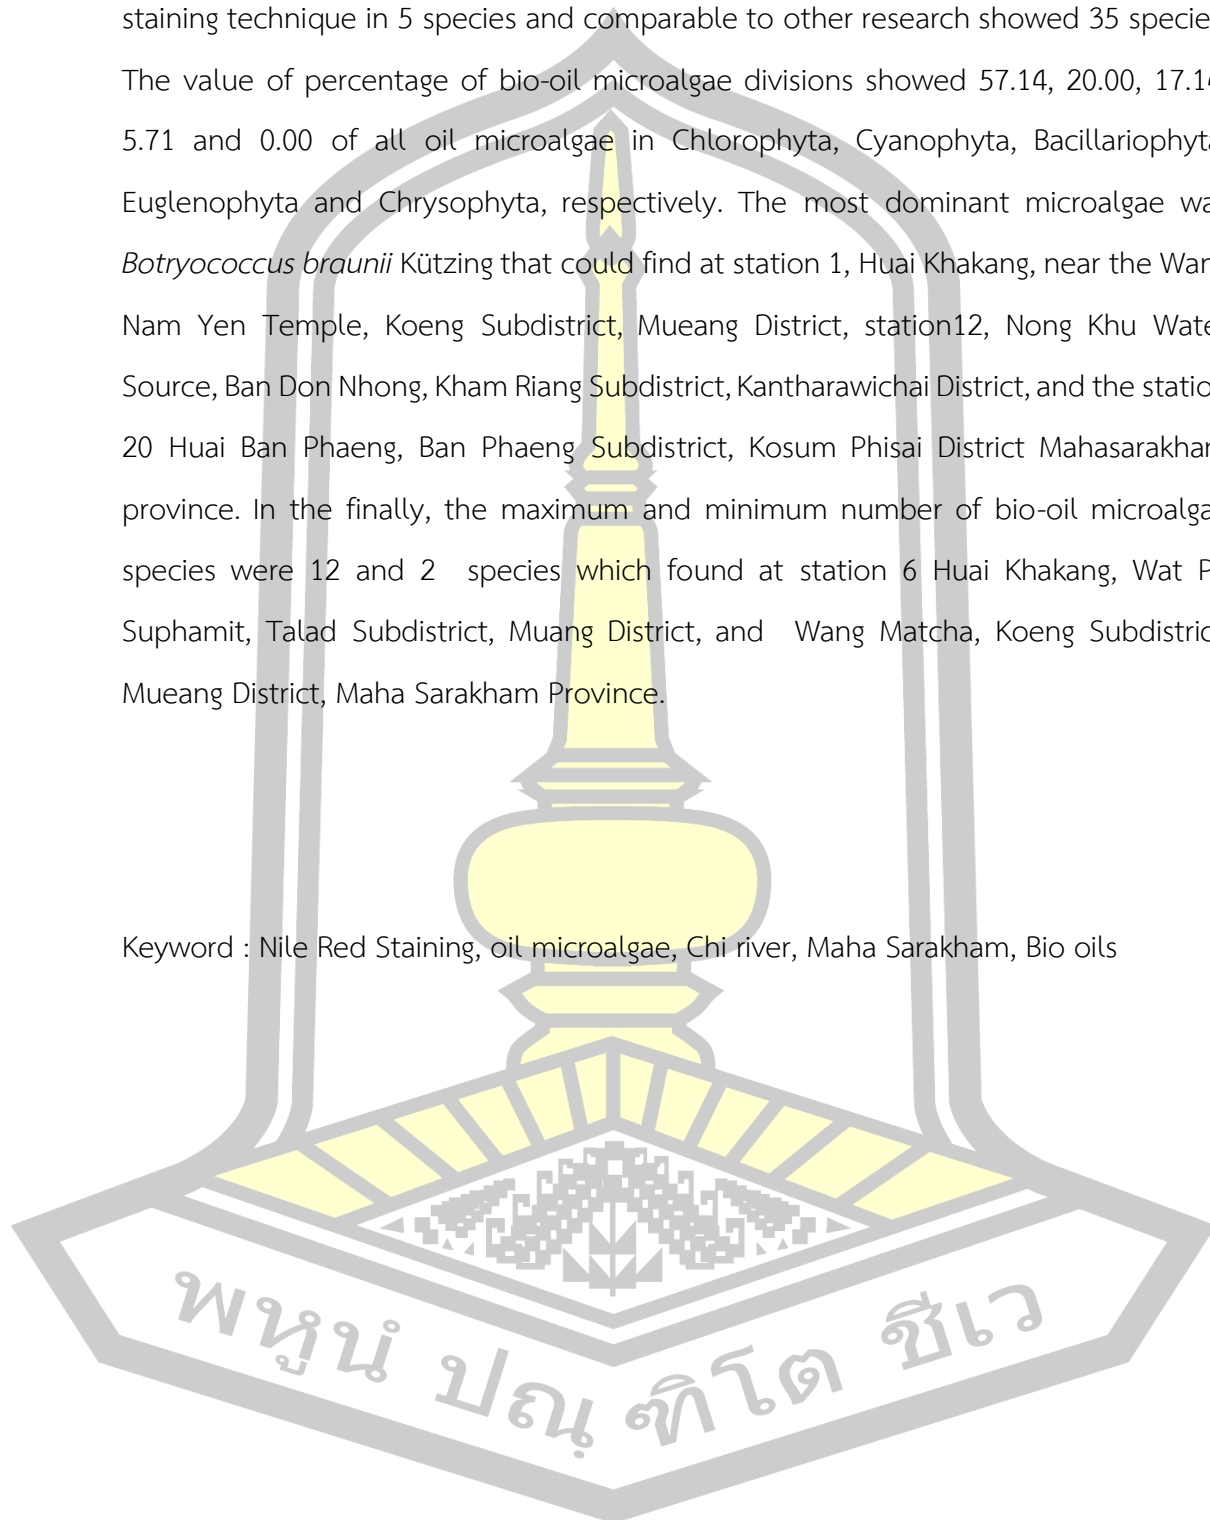 staining technique in 5 species and comparable to other research showed 35 specie
The value of percentage of bio-oil microalgae divisions showed 57.14, 20.00, 17.14
5.71 and 0.00 of all oil microalgae in Chlorophyta, Cyanophyta, Bacillariophyta
Euglenophyta and Chrysophyta, respectively. The most dominant microalgae wa
Botryococcus braunii Kützing that could find at station 1, Huai Khakang, near the Wan
Nam Yen Temple, Koeng Subdistrict, Mueang District, station12, Nong Khu Wate
Source, Ban Don Nhong, Kham Riang Subdistrict, Kantharawichai District, and the statio
20 Huai Ban Phaeng, Ban Phaeng Subdistrict, Kosum Phisai District Mahasarakham
province. In the finally, the maximum and minimum number of bio-oil microalga
species were 12 and 2 species which found at station 6 Huai Khakang, Wat P
Suphamit, Talad Subdistrict, Muang District, and Wang Matcha, Koeng Subdistric
Mueang District, Maha Sarakham Province.
Keyword : Nile Red Staining, oil microalgae, Chi river, Maha Sarakham, Bio oils
พหูนํ ปณฺ ฑิโต ชีเว